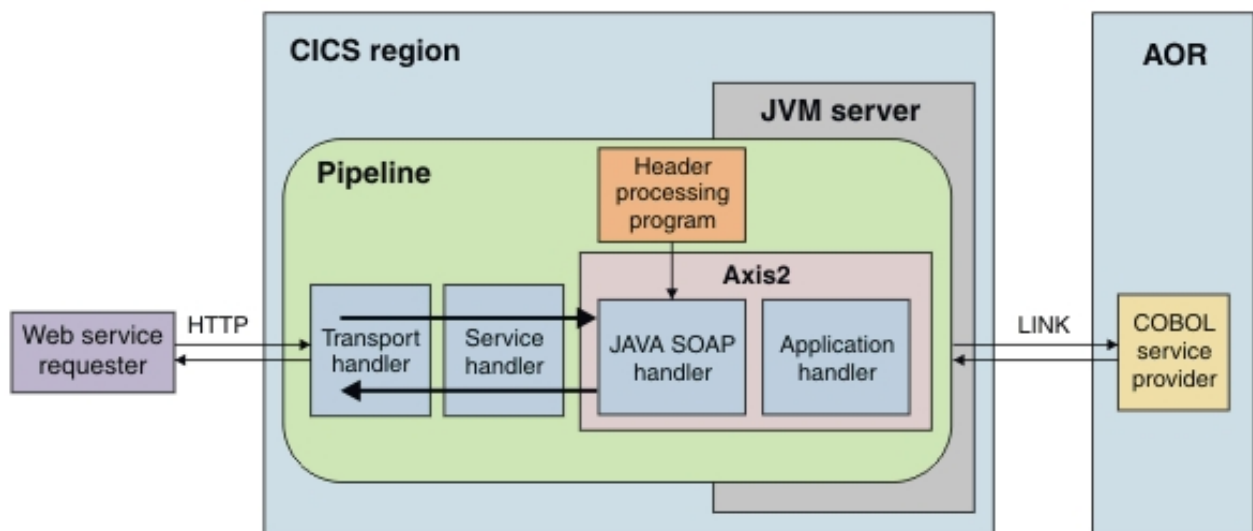 CICS region
AOR
JVM server
Pipeline
Header
processing
program
Axis2
Web service
requester
HTTP
Transport
handler
Service
handler
JAVA SOAP
handler
Application
handler
LINK
COBOL
service
provider